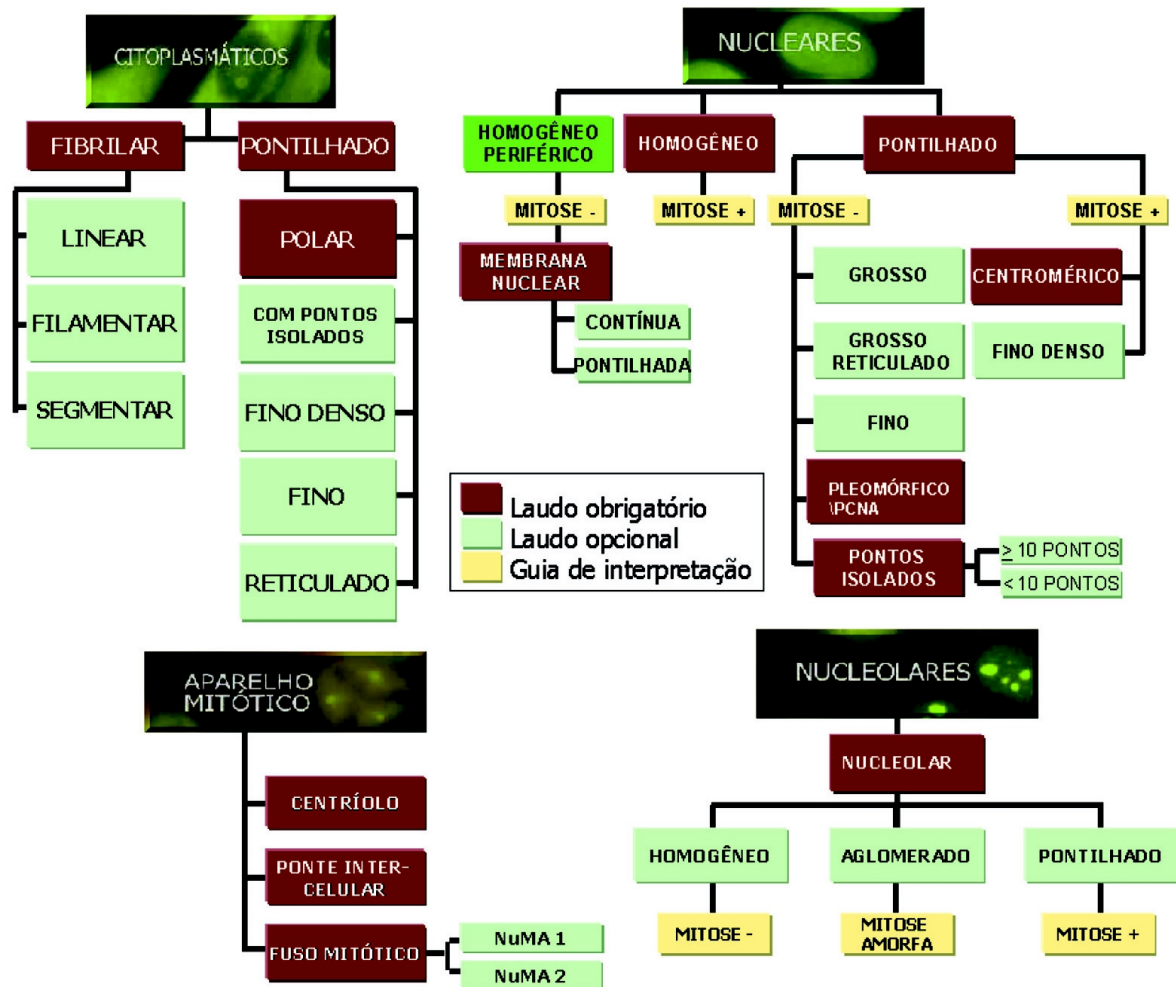 CITOPLASMÁTICOS
FIBRILAR
PONTILHADO
LINEAR
FILAMENTAR
SEGMENTAR
POLAR
COM PONTOS
ISOLADOS
FINO DENSO
FINO
RETICULADO
NUCLEARES
HOMOGÊNEO
PERIFÉRICO
HOMOGÊNEO
PONTILHADO
MITOSE -
MITOSE +
MITOSE -
MITOSE +
MEMBRANA
NUCLEAR
CONTÍNUA
PONTILHADA
GROSSO
GROSSO
RETICULADO
FINO
PLEOMÓRFICO
\PCNA
PONTOS
ISOLADOS
≥ 10 PONTOS
< 10 PONTOS
CENTROMÉRICO
FINO DENSO
Laudo obrigatório
Laudo opcional
Guia de interpretação
APARELHO
MITÓTICO
CENTRÍOLO
PONTE INTER-
CELULAR
FUSO MITÓTICO
NuMA 1
NuMA 2
NUCLEOLARES
NUCLEOLAR
HOMOGÊNEO
AGLOMERADO
PONTILHADO
MITOSE -
MITOSE
AMORFA
MITOSE +